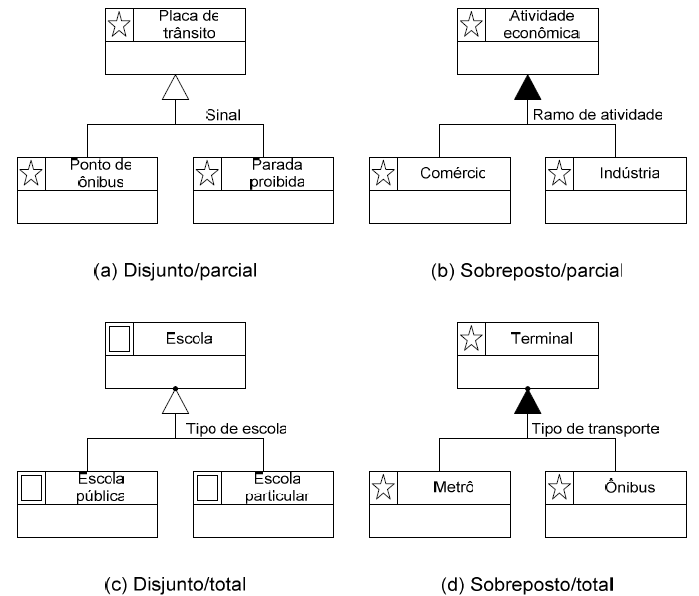 Placa de
trânsito
Sinal
Ponto de
ônibus
Parada
proibida
(a) Disjunto/parcial
Atividade
econômica
Ramo de atividade
Comércio
Indústria
(b) Sobreposto/parcial
Escola
Tipo de escola
Escola
pública
Escola
particular
(c) Disjunto/total
Terminal
Tipo de transporte
Metrô
Ônibus
(d) Sobreposto/total